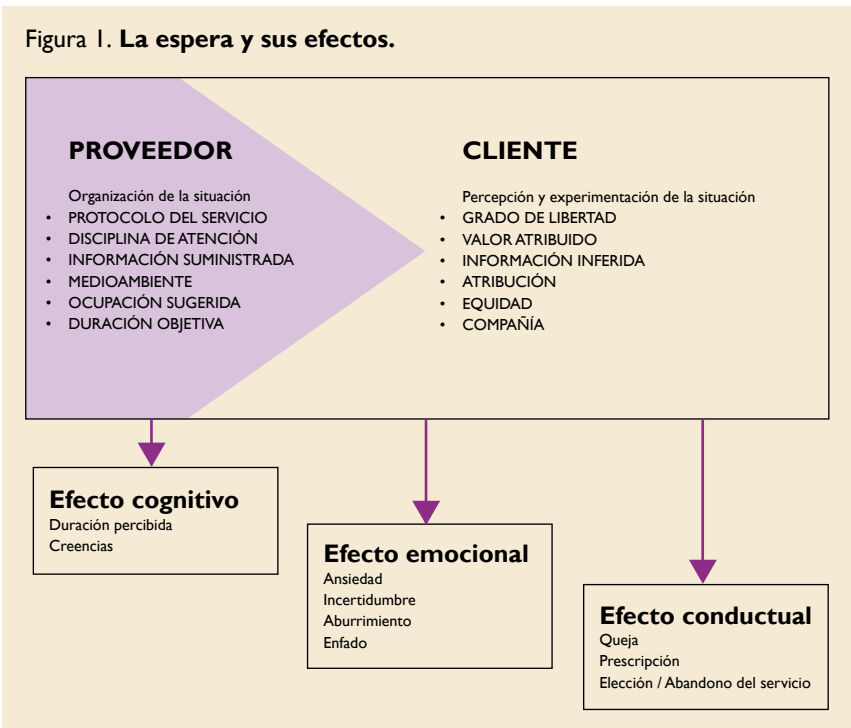 Figura 1. La espera y sus efectos.
PROVEEDOR
Organización de la situación
• PROTOCOLO DEL SERVICIO
• DISCIPLINA DE ATENCIÓN
• INFORMACIÓN SUMINISTRADA
• MEDIOAMBIENTE
• OCUPACIÓN SUGERIDA
• DURACIÓN OBJETIVA
CLIENTE
Percepción y experimentación de la situación
• GRADO DE LIBERTAD
• VALOR ATRIBUIDO
• INFORMACIÓN INFERIDA
• ATRIBUCIÓN
• EQUIDAD
• COMPAÑÍA
Efecto cognitivo
Duración percibida
Creencias
Efecto emocional
Ansiedad
Incertidumbre
Aburrimiento
Enfado
Efecto conductual
Queja
Prescripción
Elección / Abandono del servicio